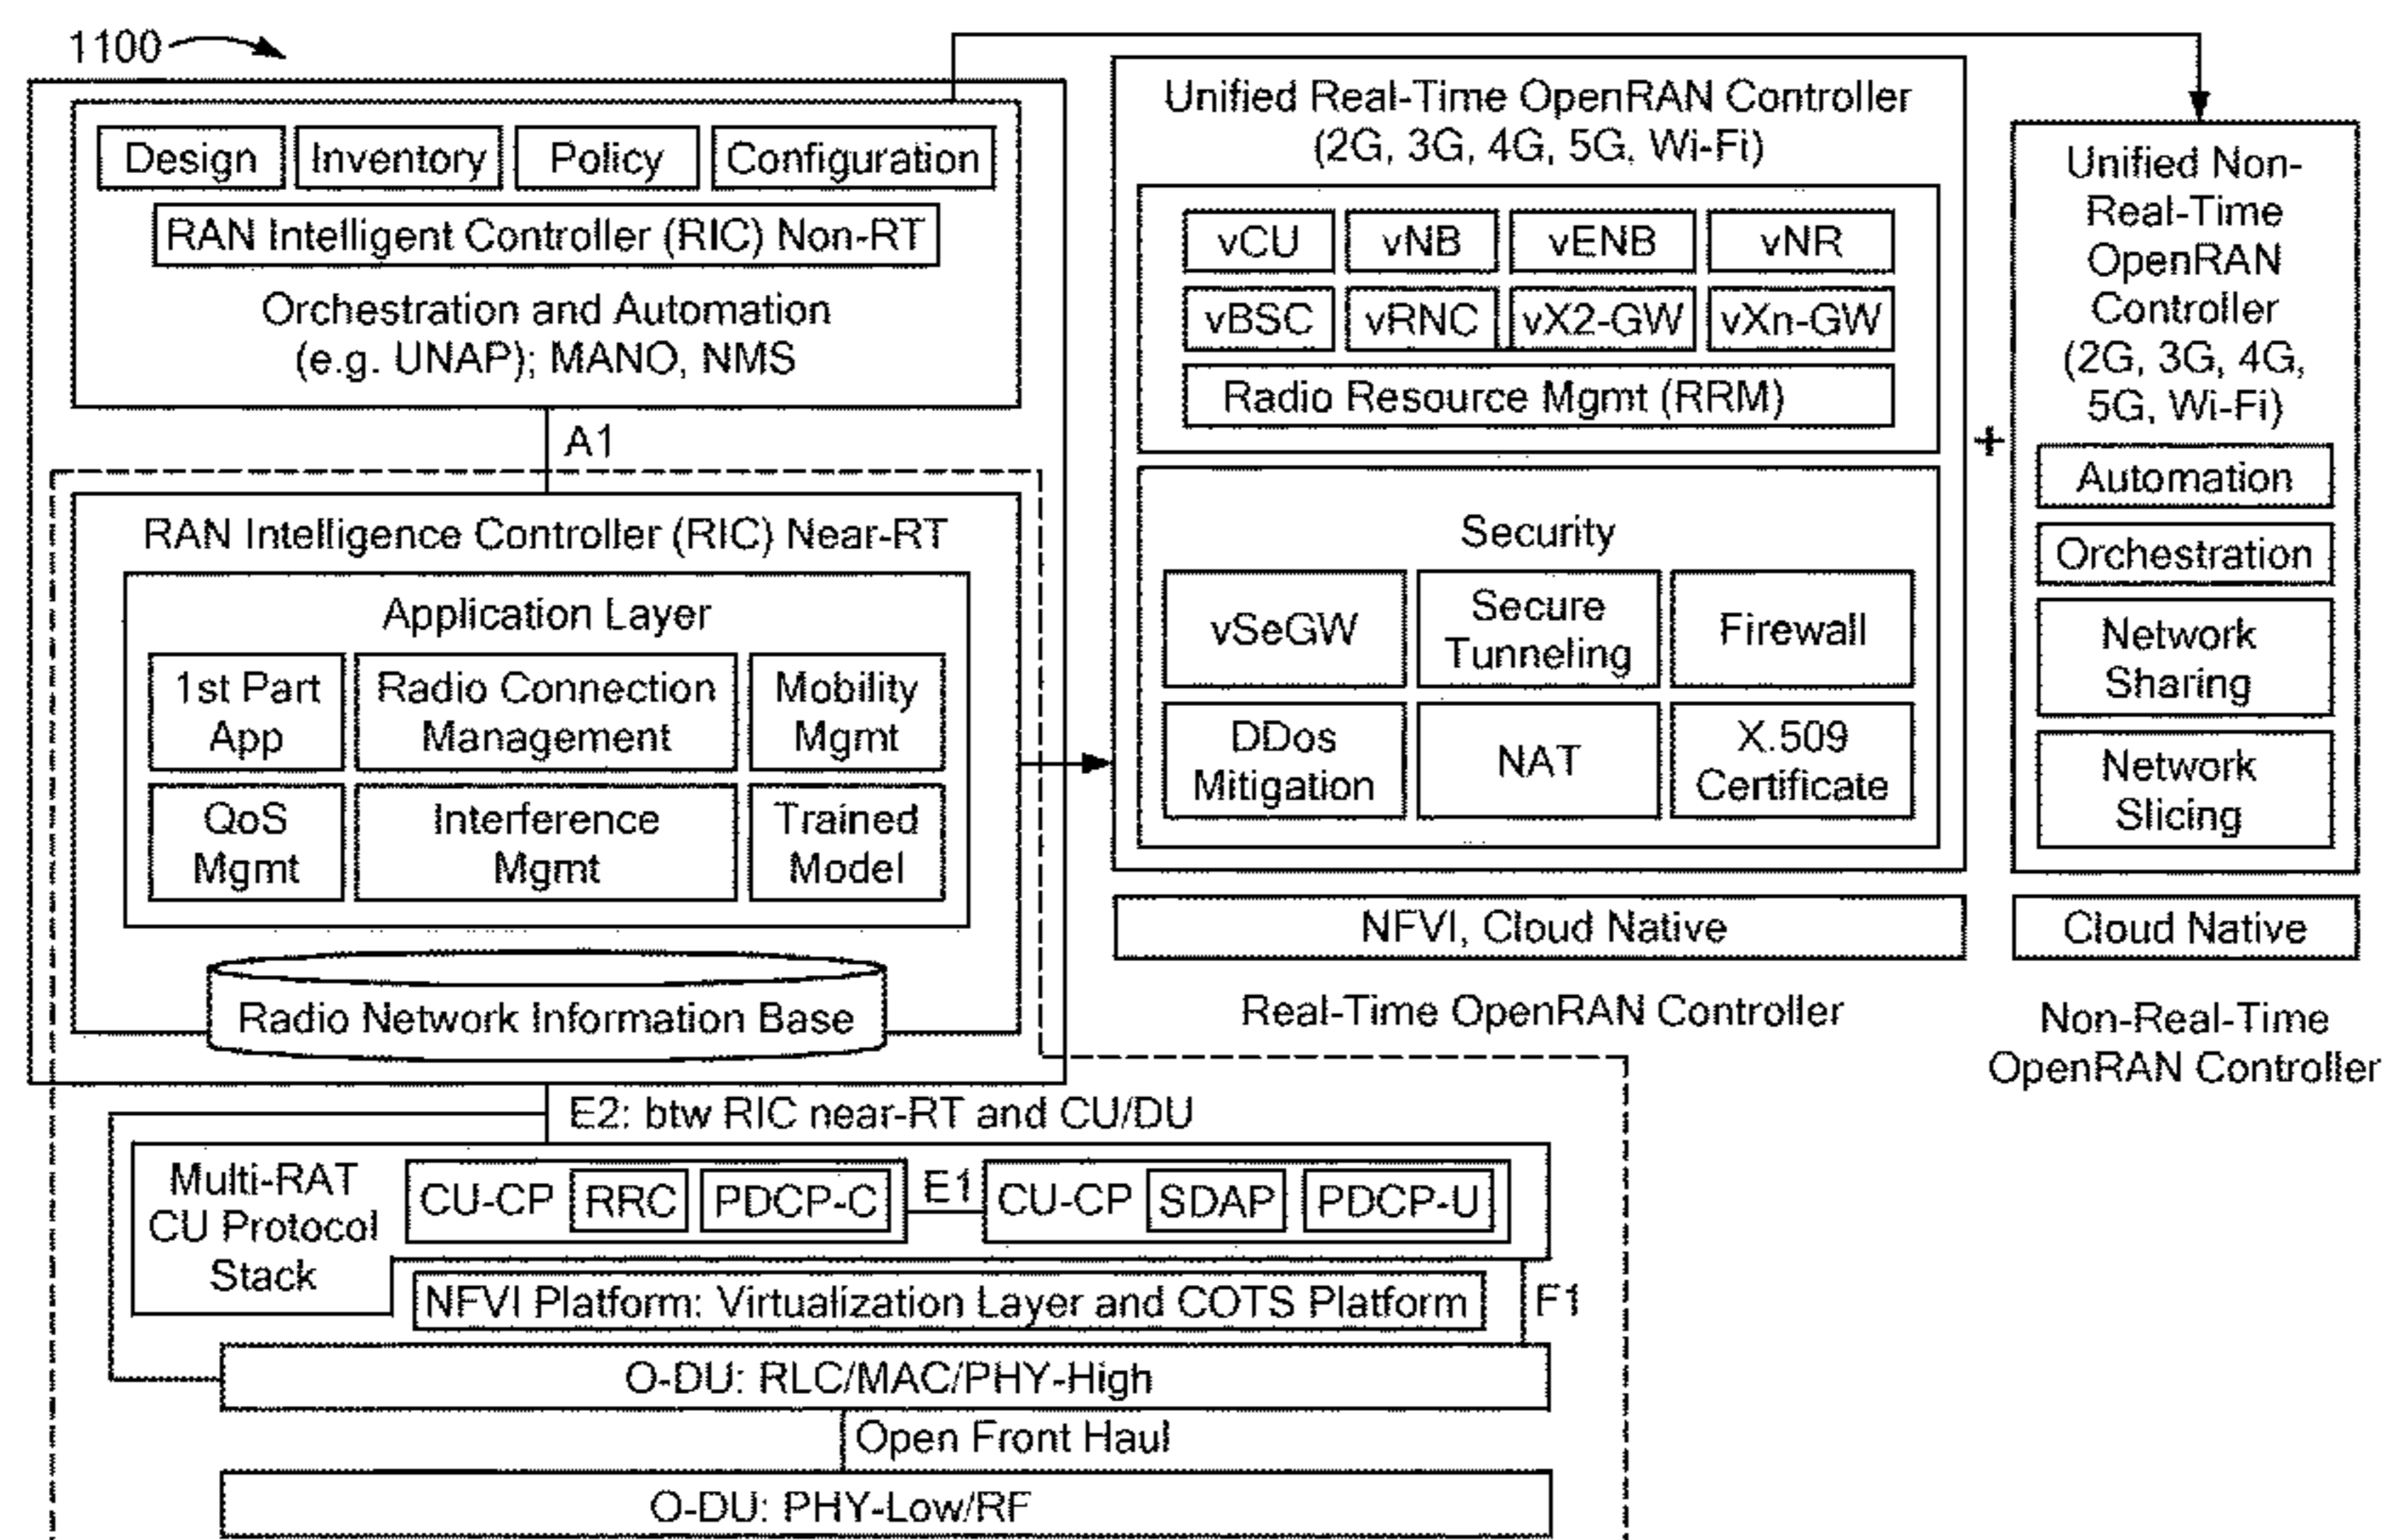 1100
Design
Inventory
Policy
Configuration
RAN Intelligent Controller (RIC) Non-RT
Orchestration and Automation
(e.g. UNAP); MANO, NMS
A1
RAN Intelligence Controller (RIC) Near-RT
Application Layer
1st Part
App
Radio Connection
Management
Mobility
Mgmt
QoS
Mgmt
Interference
Mgmt
Trained
Model
Radio Network Information Base
Unified Real-Time OpenRAN Controller
(2G, 3G, 4G, 5G, Wi-Fi)
vCU
vNB
vENB
vNR
vBSC
vRNC
vX2-GW
vXn-GW
Radio Resource Mgmt (RRM)
Security
vSeGW
Secure
Tunneling
Firewall
DDos
Mitigation
NAT
X.509
Certificate
NFVI, Cloud Native
Real-Time OpenRAN Controller
+
Unified Non-
Real-Time
OpenRAN
Controller
(2G, 3G, 4G,
5G, Wi-Fi)
Automation
Orchestration
Network
Sharing
Network
Slicing
Cloud Native
Non-Real-Time
OpenRAN Controller
E2: btw RIC near-RT and CU/DU
Multi-RAT
CU Protocol
Stack
CU-CP
RRC
PDCP-C
E1
CU-CP
SDAP
PDCP-U
NFVI Platform: Virtualization Layer and COTS Platform
F1
O-DU: RLC/MAC/PHY-High
Open Front Haul
O-DU: PHY-Low/RF